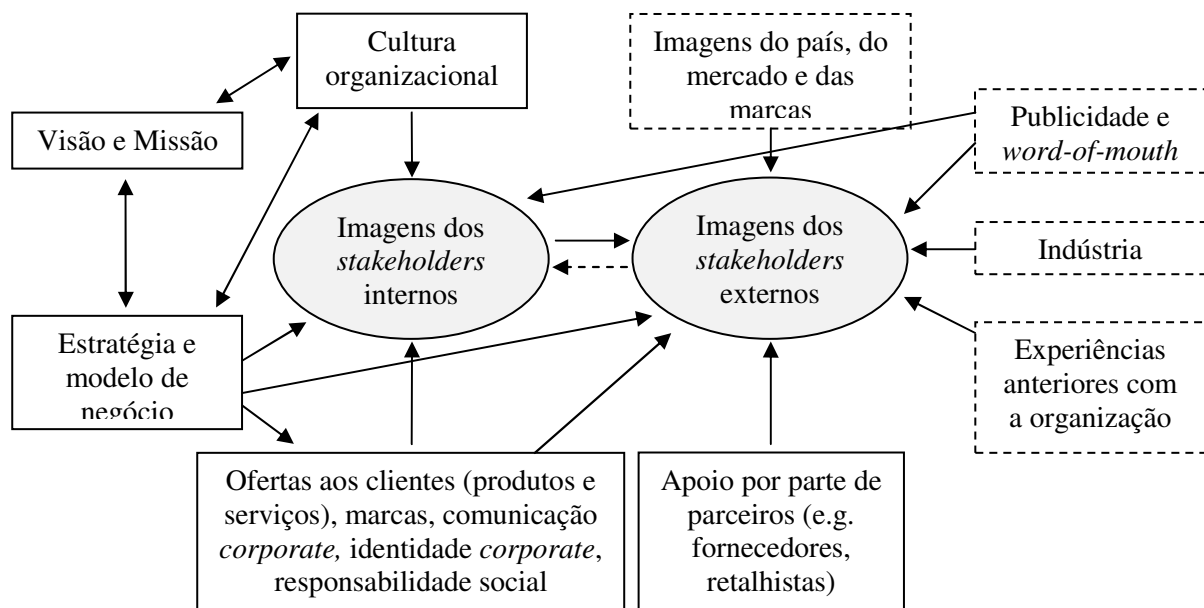 Cultura
organizacional
Imagens do país, do
mercado e das
marcas
Visão e Missão
Publicidade e
word-of-mouth
Imagens dos
stakeholders
internos
Imagens dos
stakeholders
externos
Indústria
Estratégia e
modelo de
negócio
Experiências
anteriores com
a organização
Ofertas aos clientes (produtos e
serviços), marcas, comunicação
corporate, identidade corporate,
responsabilidade social
Apoio por parte de
parceiros (e.g.
fornecedores,
retalhistas)